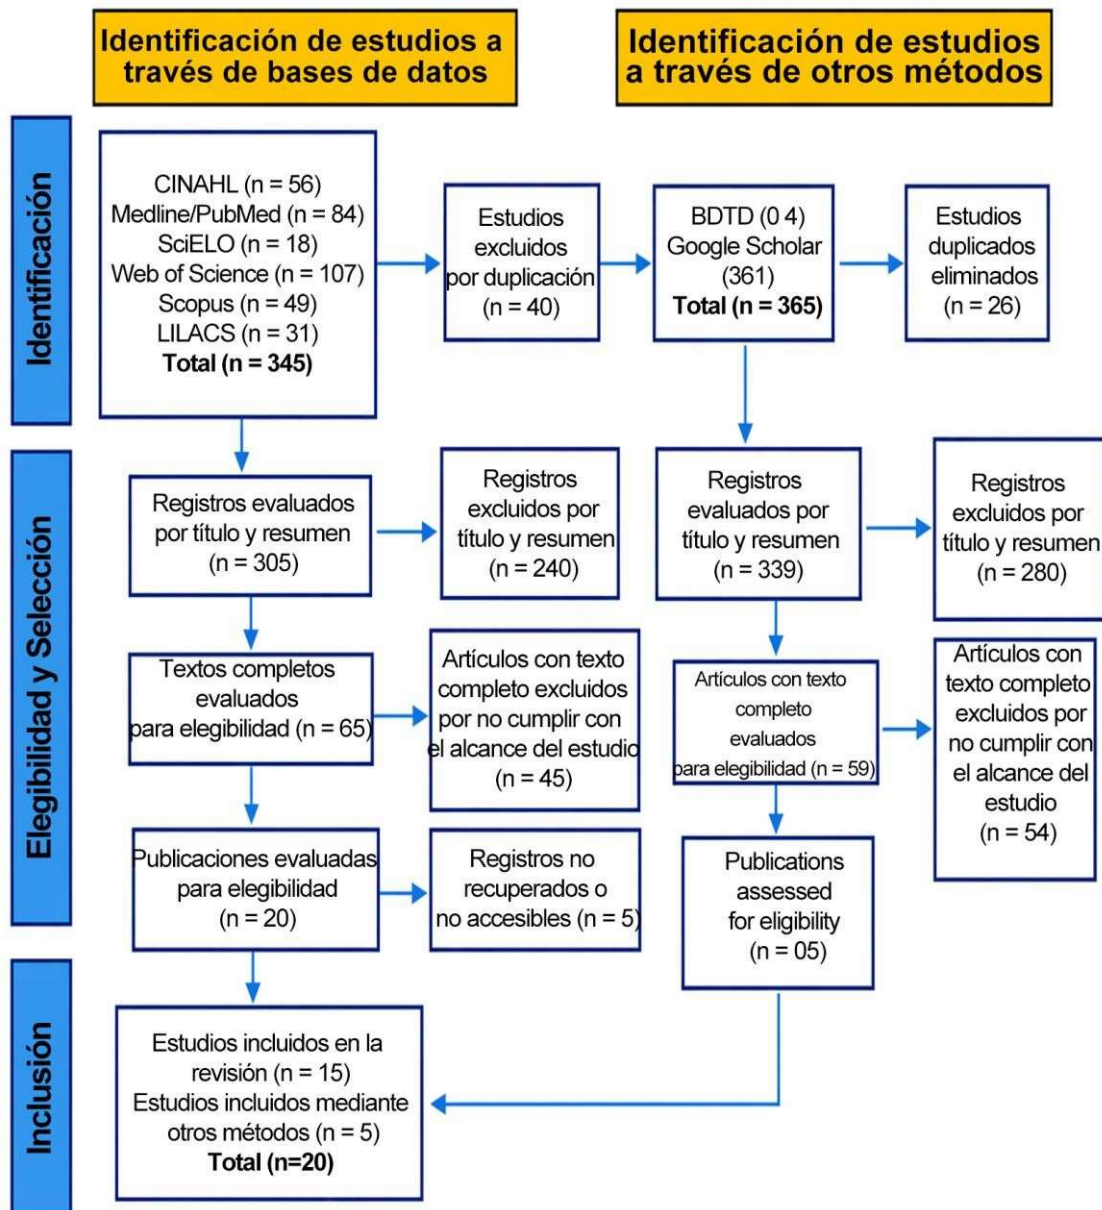 Identificación de estudios a
través de bases de datos
Identificación de estudios
a través de otros métodos
Identificación
CINAHL (n = 56)
Medline/PubMed (n = 84)
SciELO (n = 18)
Web of Science (n = 107)
Scopus (n = 49)
LILACS (n = 31)
Total (n = 345)
Estudios
excluidos
por duplicación
(n = 40)
BDTD (0 4)
Google Scholar
(361)
Total (n = 365)
Estudios
duplicados
eliminados
(n = 26)
Elegibilidad y Selección
Registros evaluados
por título y resumen
(n = 305)
Registros
excluidos por
título y resumen
(n = 240)
Registros
evaluados por
título y resumen
(n = 339)
Registros
excluidos por
título y resumen
(n = 280)
Textos completos
evaluados
para elegibilidad (n = 65)
Artículos con texto
completo excluidos
por no cumplir con
el alcance del estudio
(n = 45)
Artículos con texto
completo
evaluados
para elegibilidad (n = 59)
Artículos con
texto completo
excluidos por
no cumplir con
el alcance del
estudio
(n = 54)
Publicaciones evaluadas
para elegibilidad
(n = 20)
Registros no
recuperados o
no accesibles (n = 5)
Publications
assessed
for eligibility
(n = 05)
Inclusión
Estudios incluidos en la
revisión (n = 15)
Estudios incluidos mediante
otros métodos (n = 5)
Total (n=20)